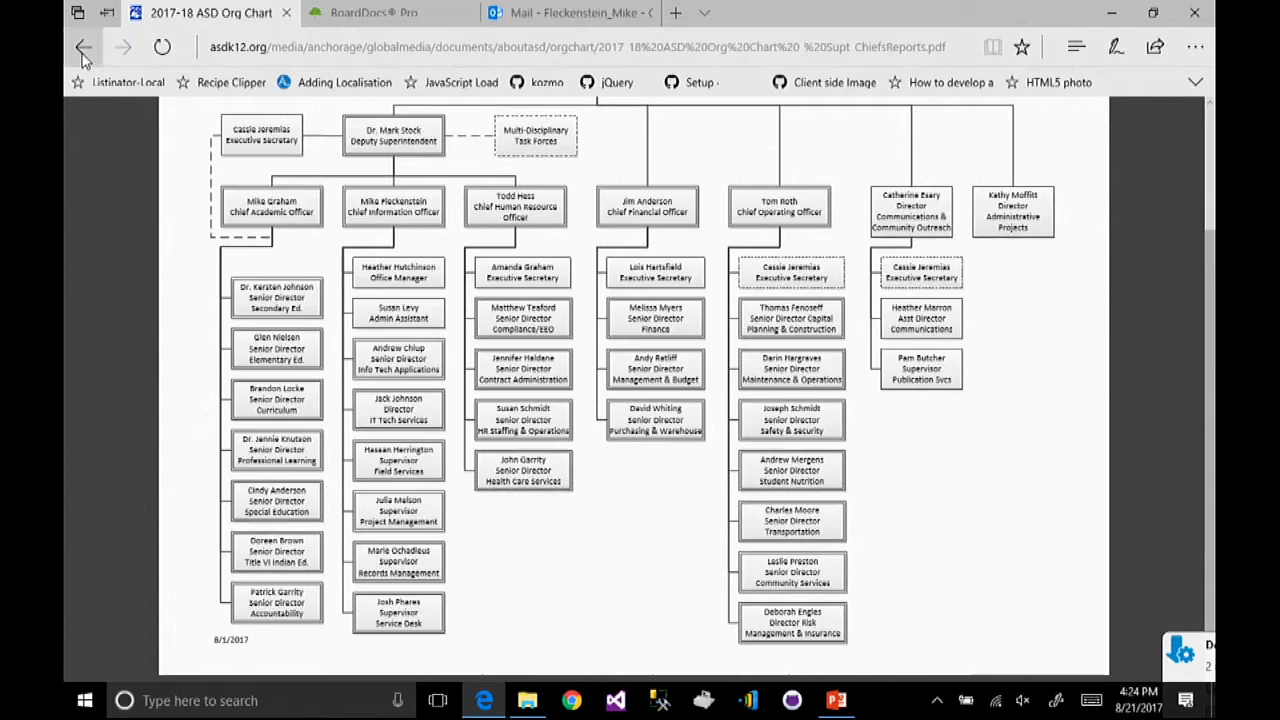 2017-18 ASD Org Chart
BoardDocs® Pro
Mail - Fleckenstein_Mike - C
asdk12.org/media/anchorage/globalmedia/documents/aboutasd/orgchart/2017 18%20ASD%20Org%20Chart%20 %20Supt ChiefsReports.pdf
Listinator-Local
Recipe Clipper
Adding Localisation
JavaScript Load
kozmo
jQuery
Setup ·
Client side Image
How to develop a
HTML5 photo
Cassie Jeremias
Executive Secretary
Dr. Mark Stock
Deputy Superintendent
Multi-Disciplinary
Task Forces
Mike Graham
Chief Academic Officer
Mike Fleckenstein
Chief Information Officer
Todd Hess
Chief Human Resource
Officer
Jim Anderson
Chief Financial Officer
Tom Roth
Chief Operating Officer
Catherine Esary
Director
Communications &
Community Outreach
Kathy Moffitt
Director
Administrative
Projects
Dr. Kersten Johnson
Senior Director
Secondary Ed.
Glen Nielsen
Senior Director
Elementary Ed.
Brandon Locke
Senior Director
Curriculum
Dr. Jennie Knutson
Senior Director
Professional Learning
Cindy Anderson
Senior Director
Special Education
Doreen Brown
Senior Director
Title VI Indian Ed.
Patrick Garrity
Senior Director
Accountability
Heather Hutchinson
Office Manager
Susan Levy
Admin Assistant
Andrew Chlup
Senior Director
Info Tech Applications
Jack Johnson
Director
IT Tech Services
Hasaan Herrington
Supervisor
Field Services
Julia Melson
Supervisor
Project Management
Marie Ochadleus
Supervisor
Records Management
Josh Phares
Supervisor
Service Desk
Amanda Graham
Executive Secretary
Matthew Teaford
Senior Director
Compliance/EEO
Jennifer Haldane
Senior Director
Contract Administration
Susan Schmidt
Senior Director
HR Staffing & Operations
John Garrity
Senior Director
Health Care Services
Lois Hartsfield
Executive Secretary
Melissa Myers
Senior Director
Finance
Andy Ratliff
Senior Director
Management & Budget
David Whiting
Senior Director
Purchasing & Warehouse
Cassie Jeremias
Executive Secretary
Thomas Fenoseff
Senior Director Capital
Planning & Construction
Darin Hargraves
Senior Director
Maintenance & Operations
Joseph Schmidt
Senior Director
Safety & Security
Andrew Mergens
Senior Director
Student Nutrition
Charles Moore
Senior Director
Transportation
Leslie Preston
Senior Director
Community Services
Deborah Engles
Director Risk
Management & Insurance
Cassie Jeremias
Executive Secretary
Heather Marron
Asst Director
Communications
Pam Butcher
Supervisor
Publication Svcs
8/1/2017
2
Type here to search
4:24 PM
8/21/2017